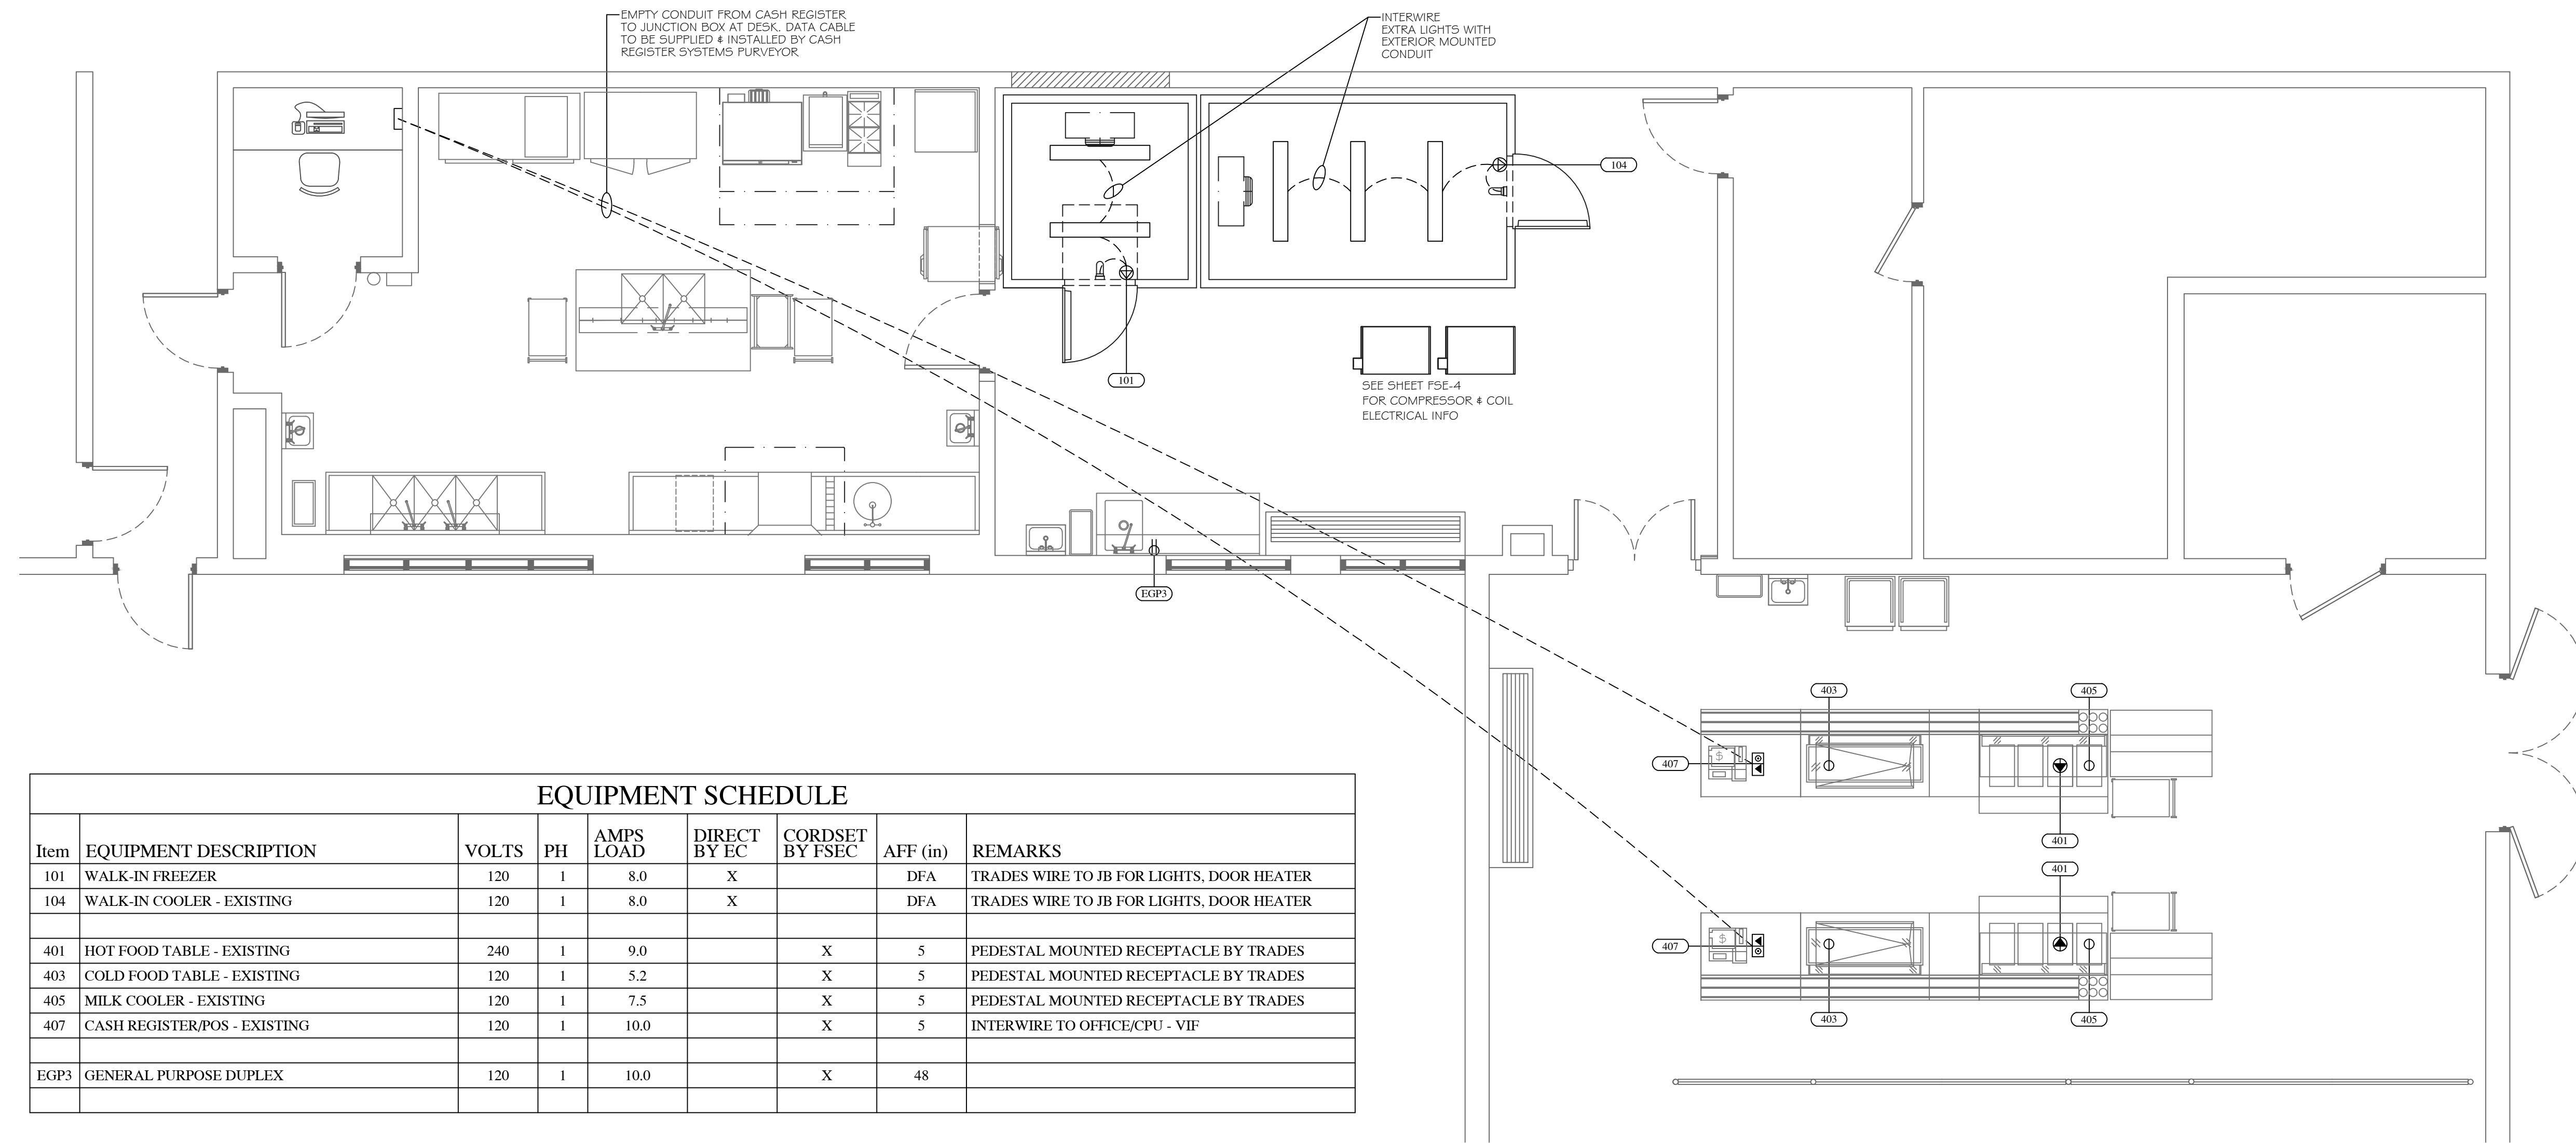 EMPTY CONDUIT FROM CASH REGISTER
TO JUNCTION BOX AT DESK, DATA CABLE
TO BE SUPPLIED & INSTALLED BY CASH
REGISTER SYSTEMS PURVEYOR
INTERWIRE
EXTRA LIGHTS WITH
EXTERIOR MOUNTED
CONDUIT
104
101
SEE SHEET FSE-4
FOR COMPRESSOR & COIL
ELECTRICAL INFO
EGP3
403
405
407
$
401
401
407
$
403
405
EQUIPMENT SCHEDULE
Item EQUIPMENT DESCRIPTION VOLTS PH AMPS LOAD DIRECT BY EC CORDSET BY FSEC AFF (in) REMARKS
101 WALK-IN FREEZER 120 1 8.0 X DFA TRADES WIRE TO JB FOR LIGHTS, DOOR HEATER
104 WALK-IN COOLER - EXISTING 120 1 8.0 X DFA TRADES WIRE TO JB FOR LIGHTS, DOOR HEATER
401 HOT FOOD TABLE - EXISTING 240 1 9.0 X 5 PEDESTAL MOUNTED RECEPTACLE BY TRADES
403 COLD FOOD TABLE - EXISTING 120 1 5.2 X 5 PEDESTAL MOUNTED RECEPTACLE BY TRADES
405 MILK COOLER - EXISTING 120 1 7.5 X 5 PEDESTAL MOUNTED RECEPTACLE BY TRADES
407 CASH REGISTER/POS - EXISTING 120 1 10.0 X 5 INTERWIRE TO OFFICE/CPU - VIF
EGP3 GENERAL PURPOSE DUPLEX 120 1 10.0 X 48